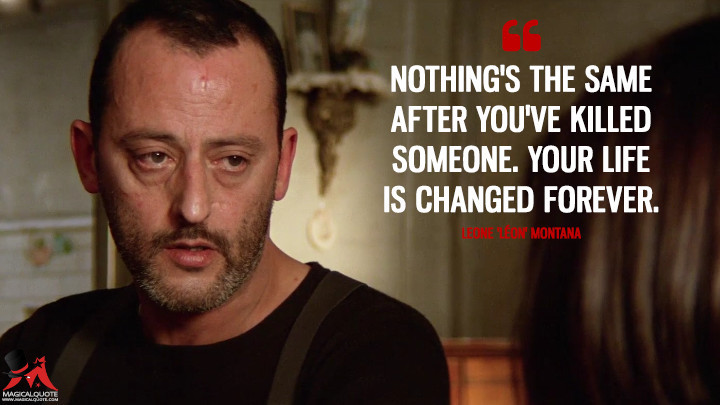 NOTHING'S THE SAME
AFTER YOU'VE KILLED
SOMEONE. YOUR LIFE
IS CHANGED FOREVER.
LEONE 'LÉON' MONTANA
MAGICALQUOTE
WWW.MAGICALQUOTE.COM